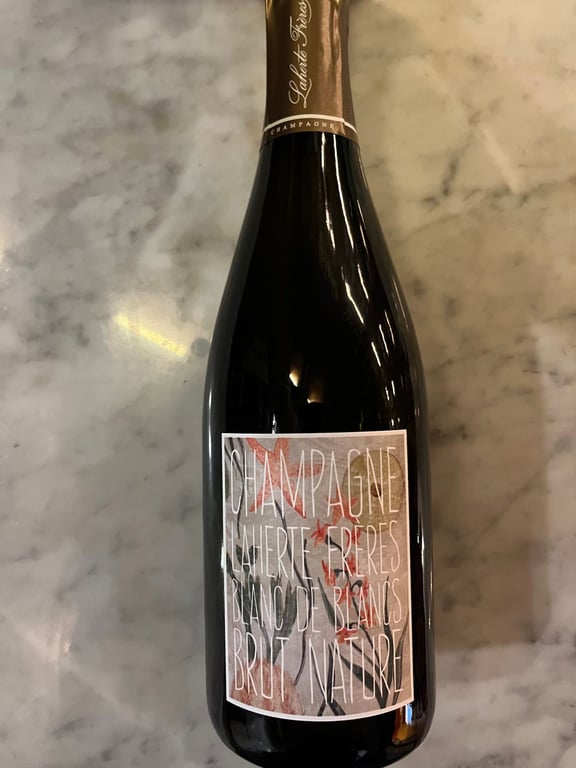 Laherte Frères
CHAMPAGNE
CHAMPAGNE
LAHERTE FRÈRES
BLANC DE BLANCS
BRUT NATURE